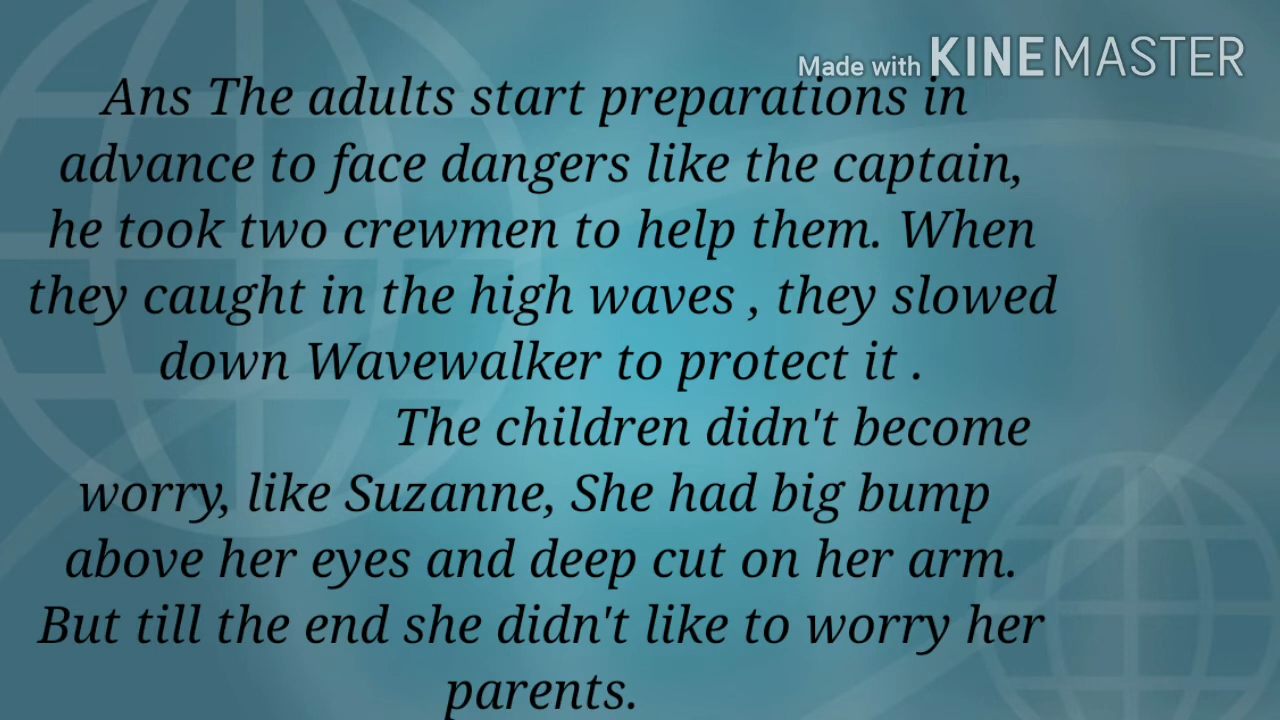 Made with KINEMASTER
Ans The adults start preparations in
advance to face dangers like the captain,
he took two crewmen to help them. When
they caught in the high waves , they slowed
down Wavewalker to protect it .
The children didn't become
worry, like Suzanne, She had big bump
above her eyes and deep cut on her arm.
But till the end she didn't like to worry her
parents.